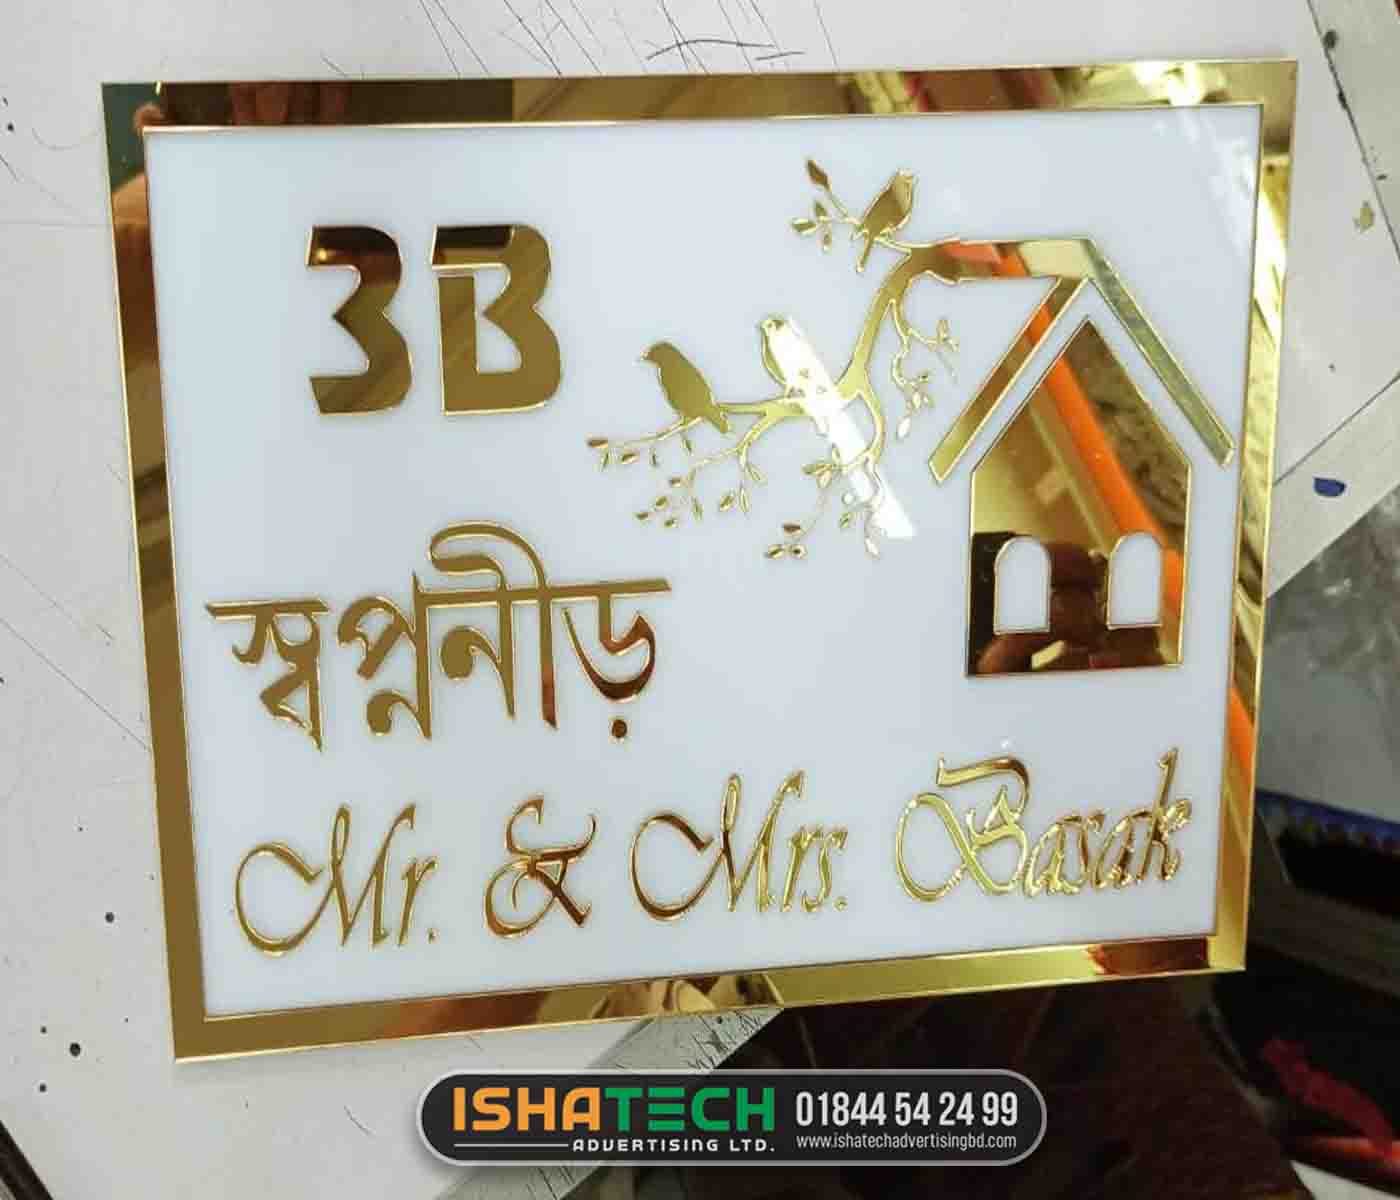 3B
স্বপ্ননীড়
Mr. & Mrs. Basak
ISHATECH
ADVERTISING LTD.
01844 54 24 99
www.ishatechadvertisingbd.com